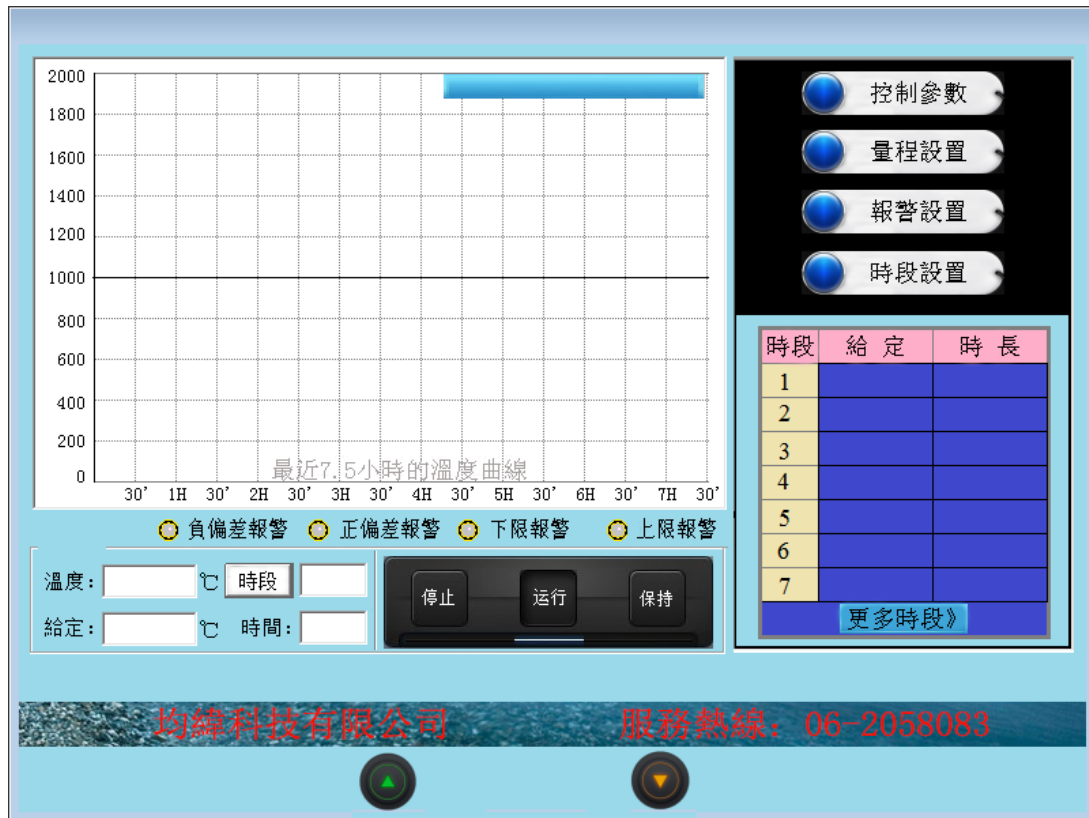 2000
1800
1600
1400
1200
1000
800
600
400
200
0
最近7.5小時的溫度曲線
30’ 1H 30’ 2H 30’ 3H 30’ 4H 30’ 5H 30’ 6H 30’ 7H 30’
負偏差報警 正偏差報警 下限報警 上限報警
溫度: ℃ 時段
給定: ℃ 時間:
停止 运行 保持
控制參數
量程設置
報警設置
時段設置
時段 給 定 時 長
1
2
3
4
5
6
7
更多時段》
均緯科技有限公司 服務熱線: 06-2058083